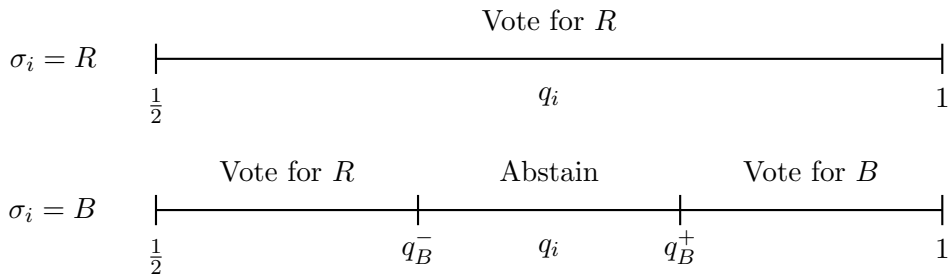 Vote for R
σ_i = R
1/2 q_i 1
Vote for R Abstain Vote for B
σ_i = B
1/2 q_B^- q_i q_B^+ 1